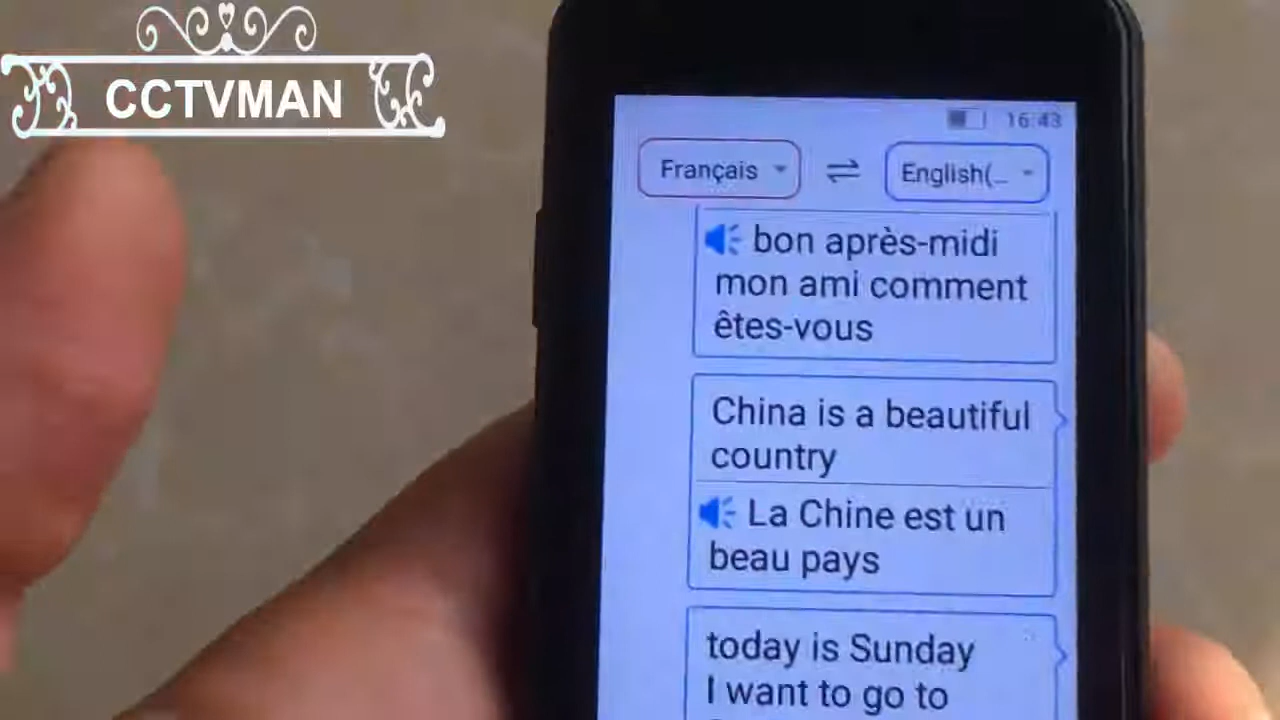 CCTVMAN
16:43
Français
English(...
bon après-midi
mon ami comment
êtes-vous
China is a beautiful
country
La Chine est un
beau pays
today is Sunday
I want to go to